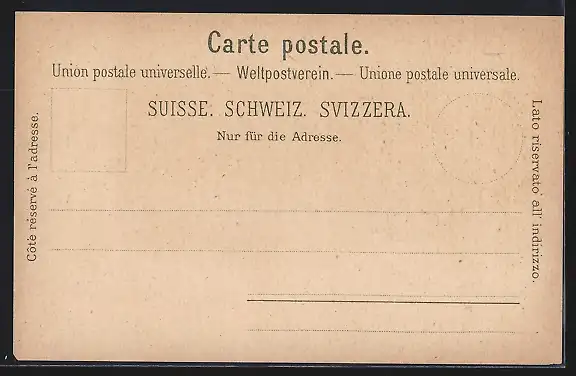 Carte postale.
Union postale universelle. — Weltpostverein. — Unione postale universale.
SUISSE. SCHWEIZ. SVIZZERA.
Nur für die Adresse.
Côté réservé à l'adresse.
Lato riservato all' indirizzo.